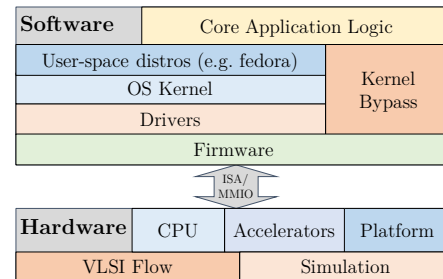 Software
Core Application Logic
User-space distros (e.g. fedora)
Kernel
Bypass
OS Kernel
Drivers
Firmware
ISA/
MMIO
Hardware
CPU
Accelerators
Platform
VLSI Flow
Simulation